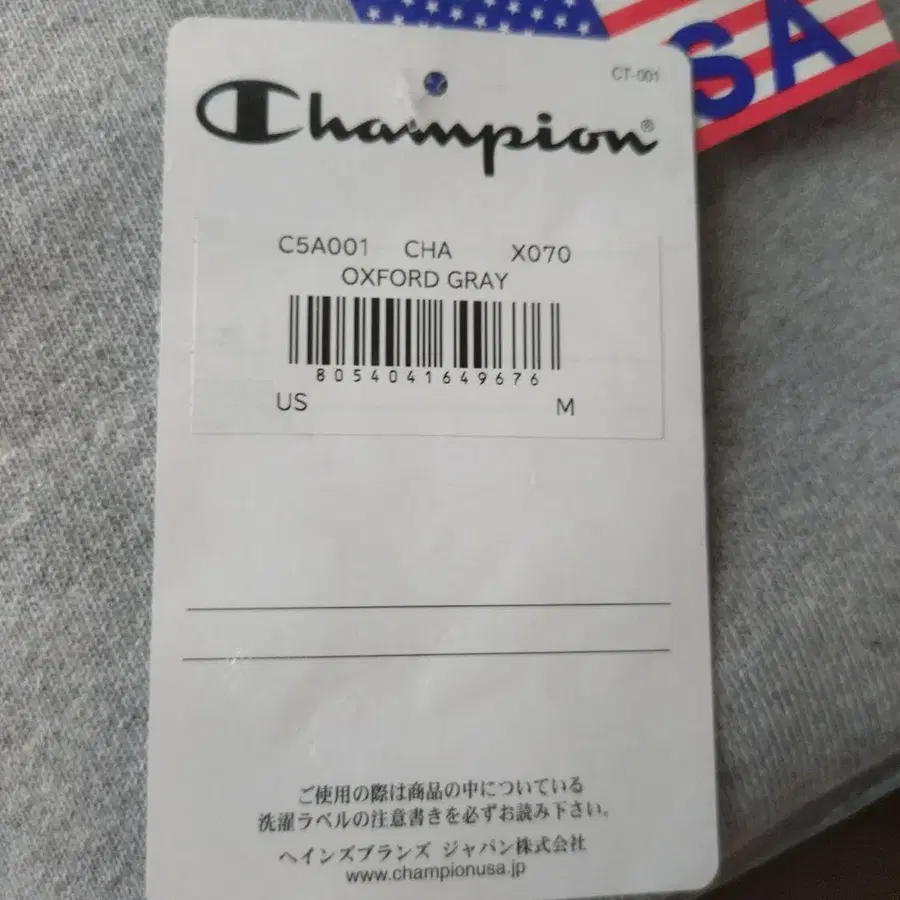 SA
CT-001
Champion®
C5A001 CHA X070
OXFORD GRAY
8054041649676
US M
ご使用の際は商品の中についている
洗濯ラベルの注意書きを必ずお読み下さい。
ヘインズブランズ ジャパン株式会社
www.championusa.jp